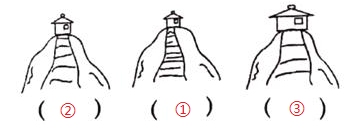 ( ② ) ( ① ) ( ③ )